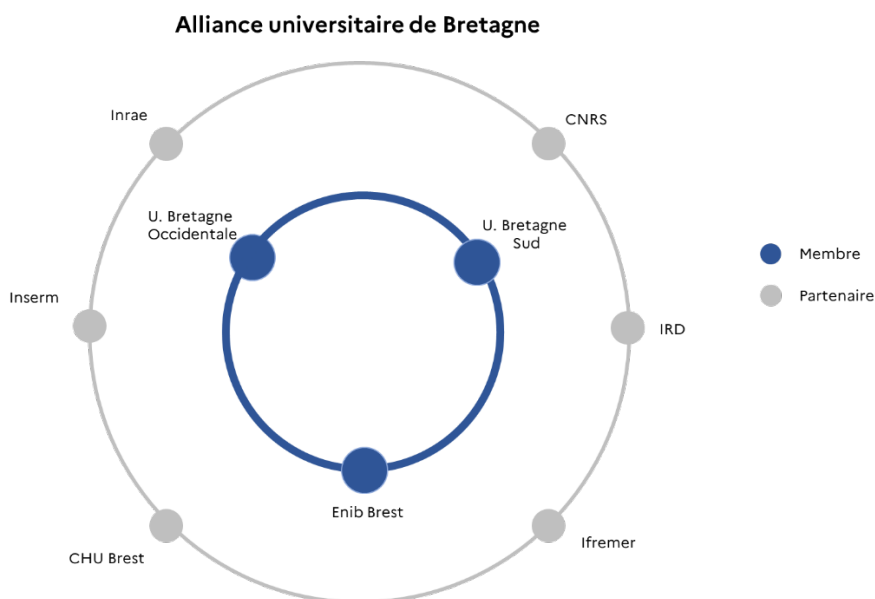 Alliance universitaire de Bretagne
Inrae
CNRS
U. Bretagne
Occidentale
U. Bretagne
Sud
Membre
Inserm
Partenaire
IRD
Enib Brest
CHU Brest
Ifremer